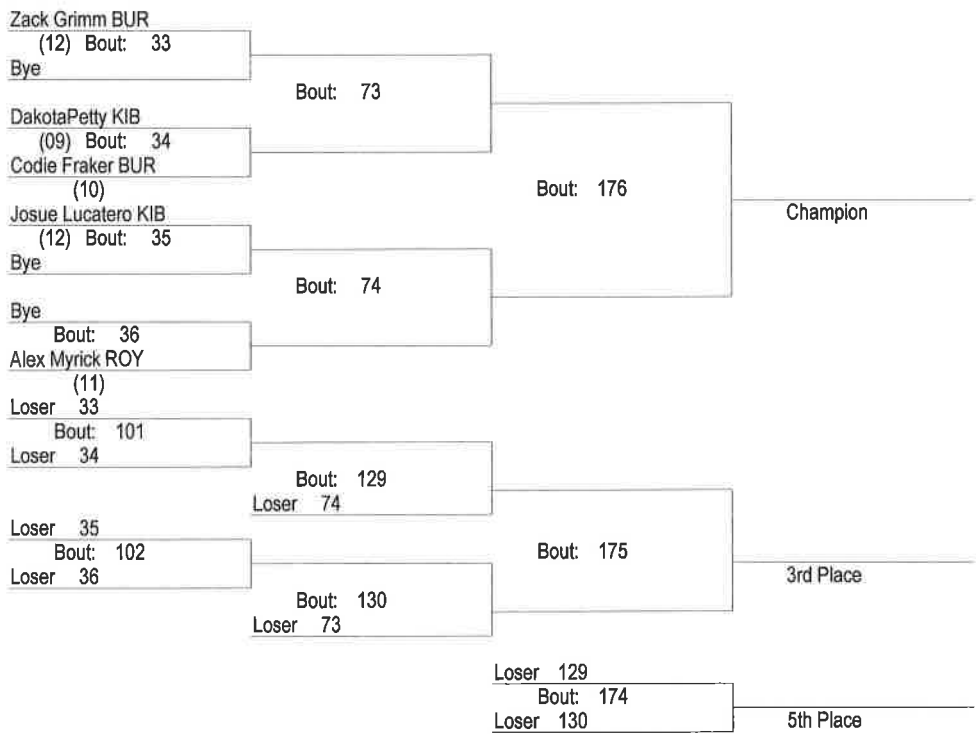 Zack Grimm BUR
(12) Bout: 33
Bye
Bout: 73
DakotaPetty KIB
(09) Bout: 34
Codie Fraker BUR
(10)
Bout: 176
Champion
Josue Lucatero KIB
(12) Bout: 35
Bye
Bout: 74
Bye
Bout: 36
Alex Myrick ROY
(11)
Loser 33
Bout: 101
Loser 34
Bout: 129
Loser 74
Loser 35
Bout: 102
Loser 36
Bout: 175
3rd Place
Bout: 130
Loser 73
Loser 129
Bout: 174
Loser 130
5th Place